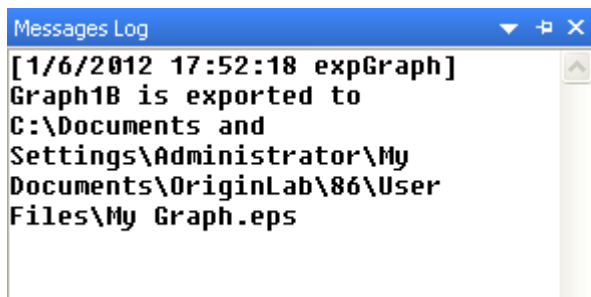 Messages Log
[1/6/2012 17:52:18 expGraph]
Graph1B is exported to
C:\Documents and
Settings\Administrator\My
Documents\OriginLab\86\User
Files\My Graph.eps